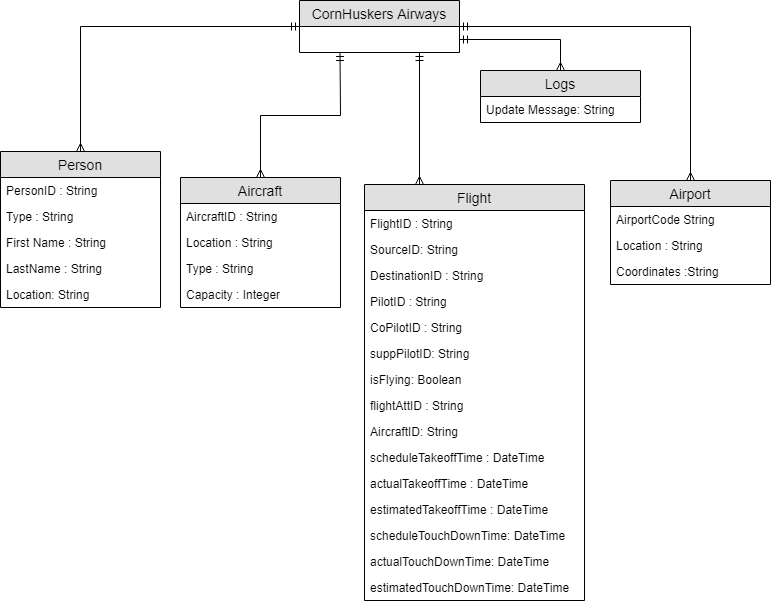 CornHuskers Airways
Logs
Update Message: String
Person
PersonID : String
Type : String
First Name : String
LastName : String
Location: String
Aircraft
AircraftID : String
Location : String
Type : String
Capacity : Integer
Flight
FlightID : String
SourceID: String
DestinationID : String
PilotID : String
CoPilotID : String
suppPilotID: String
isFlying: Boolean
flightAttID : String
AircraftID: String
scheduleTakeoffTime : DateTime
actualTakeoffTime : DateTime
estimatedTakeoffTime : DateTime
scheduleTouchDownTime: DateTime
actualTouchDownTime: DateTime
estimatedTouchDownTime: DateTime
Airport
AirportCode String
Location : String
Coordinates :String